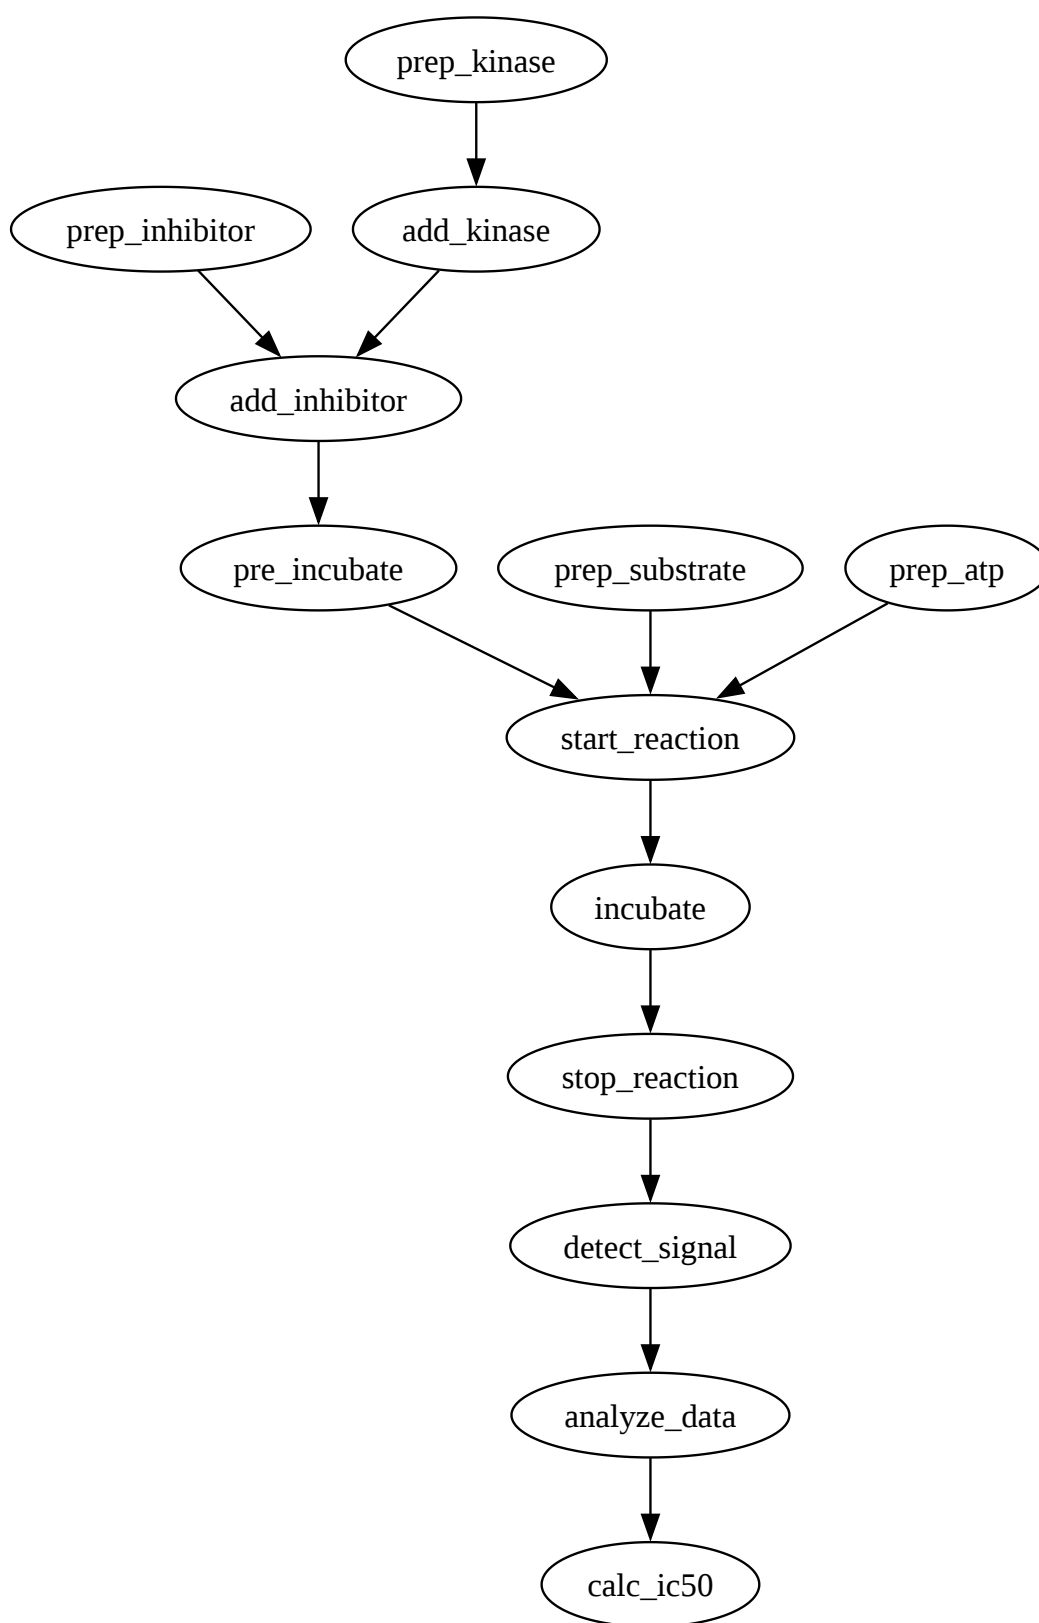 prep_kinase
prep_inhibitor
add_kinase
add_inhibitor
pre_incubate
prep_substrate
prep_atp
start_reaction
incubate
stop_reaction
detect_signal
analyze_data
calc_ic50